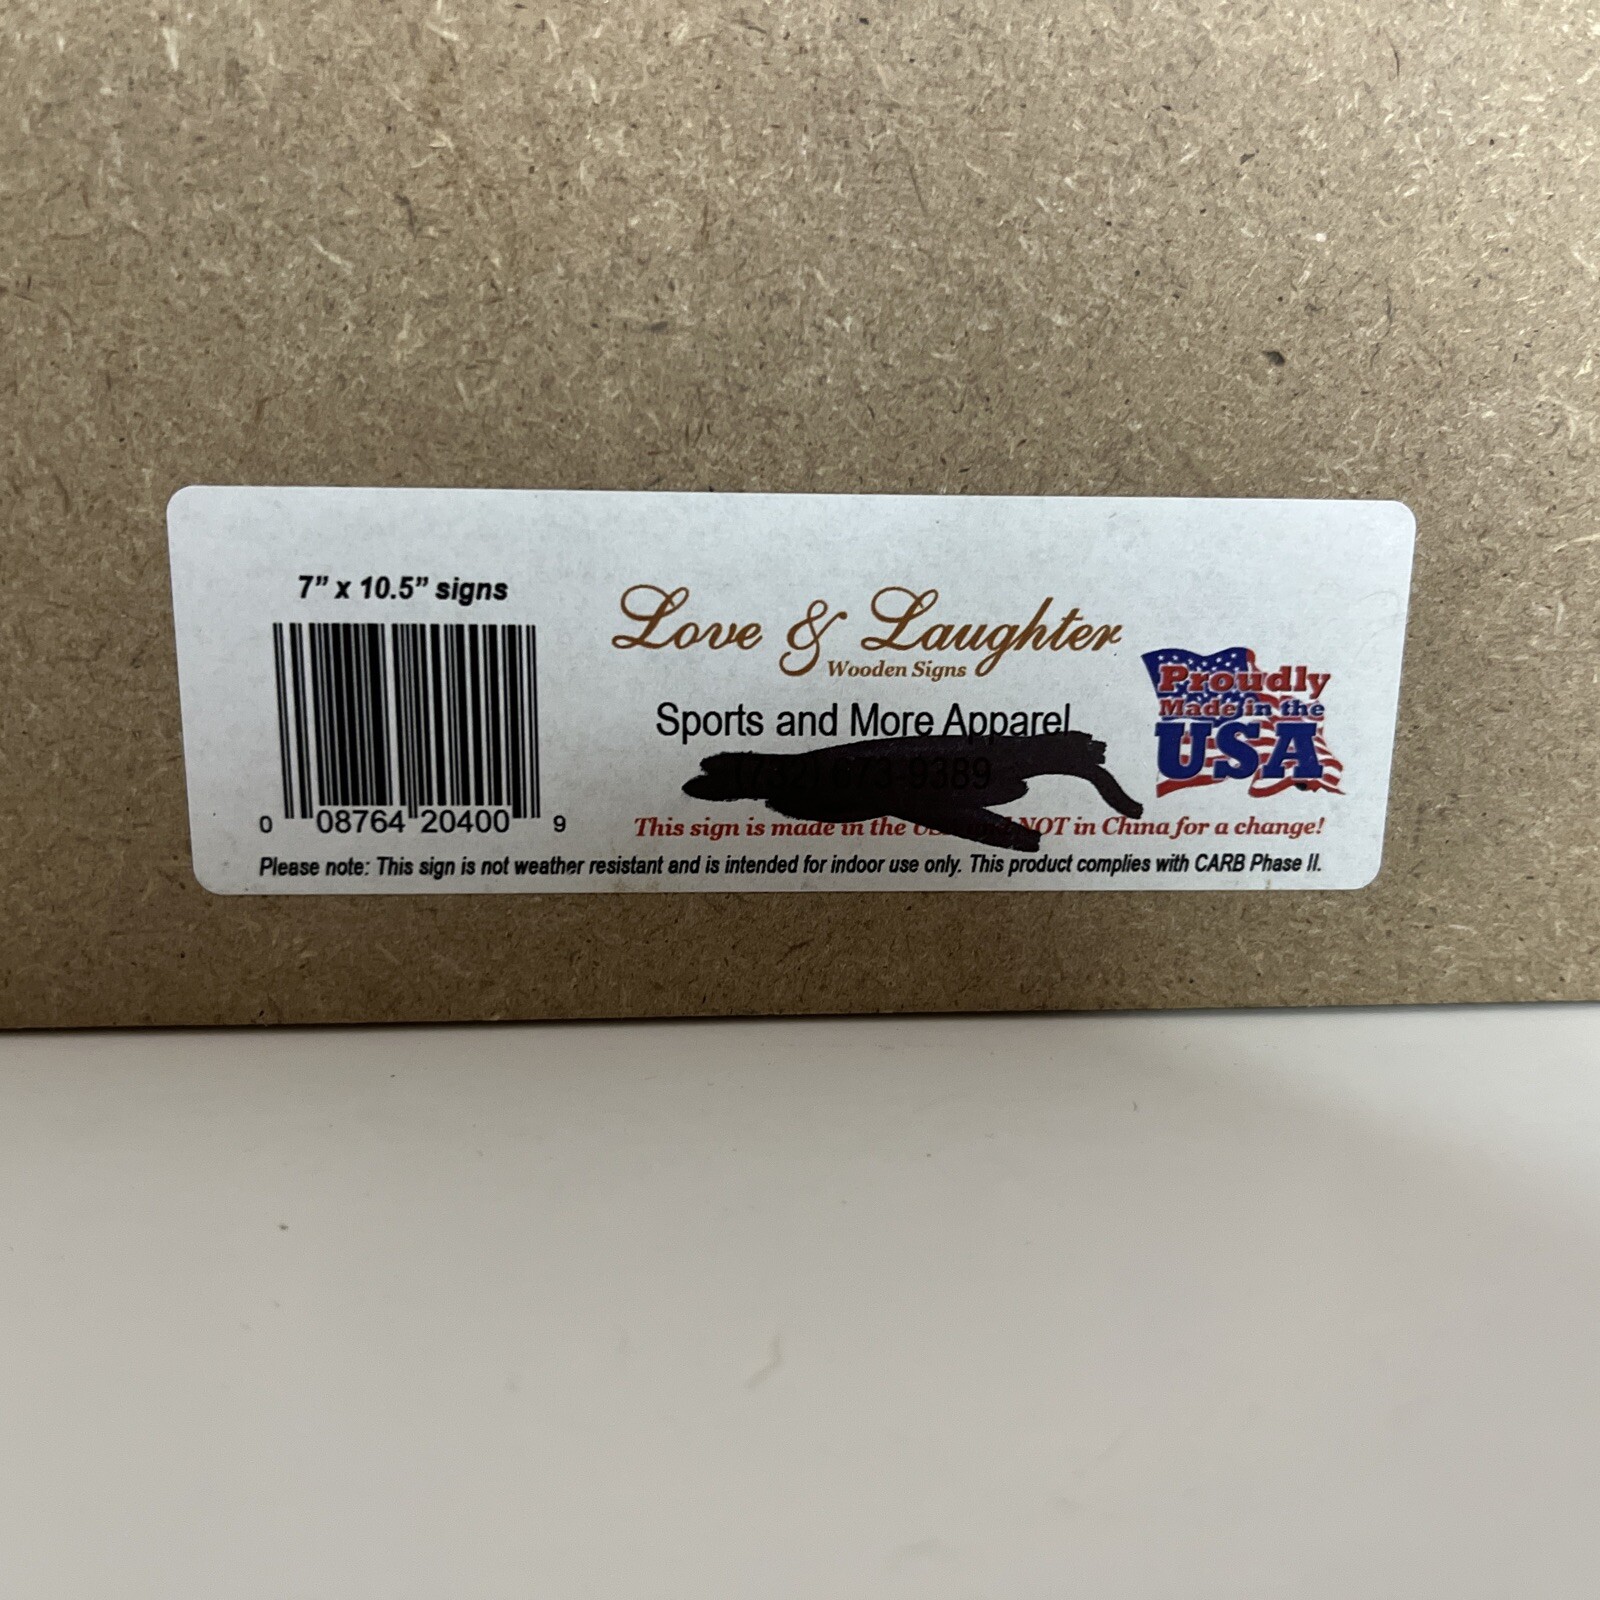 7” x 10.5” signs
0 08764 20400 9
Love & Laughter
Wooden Signs
Sports and More Apparel
Proudly
Made in the
USA
This sign is made in the NOT in China for a change!
Please note: This sign is not weather resistant and is intended for indoor use only. This product complies with CARB Phase II.